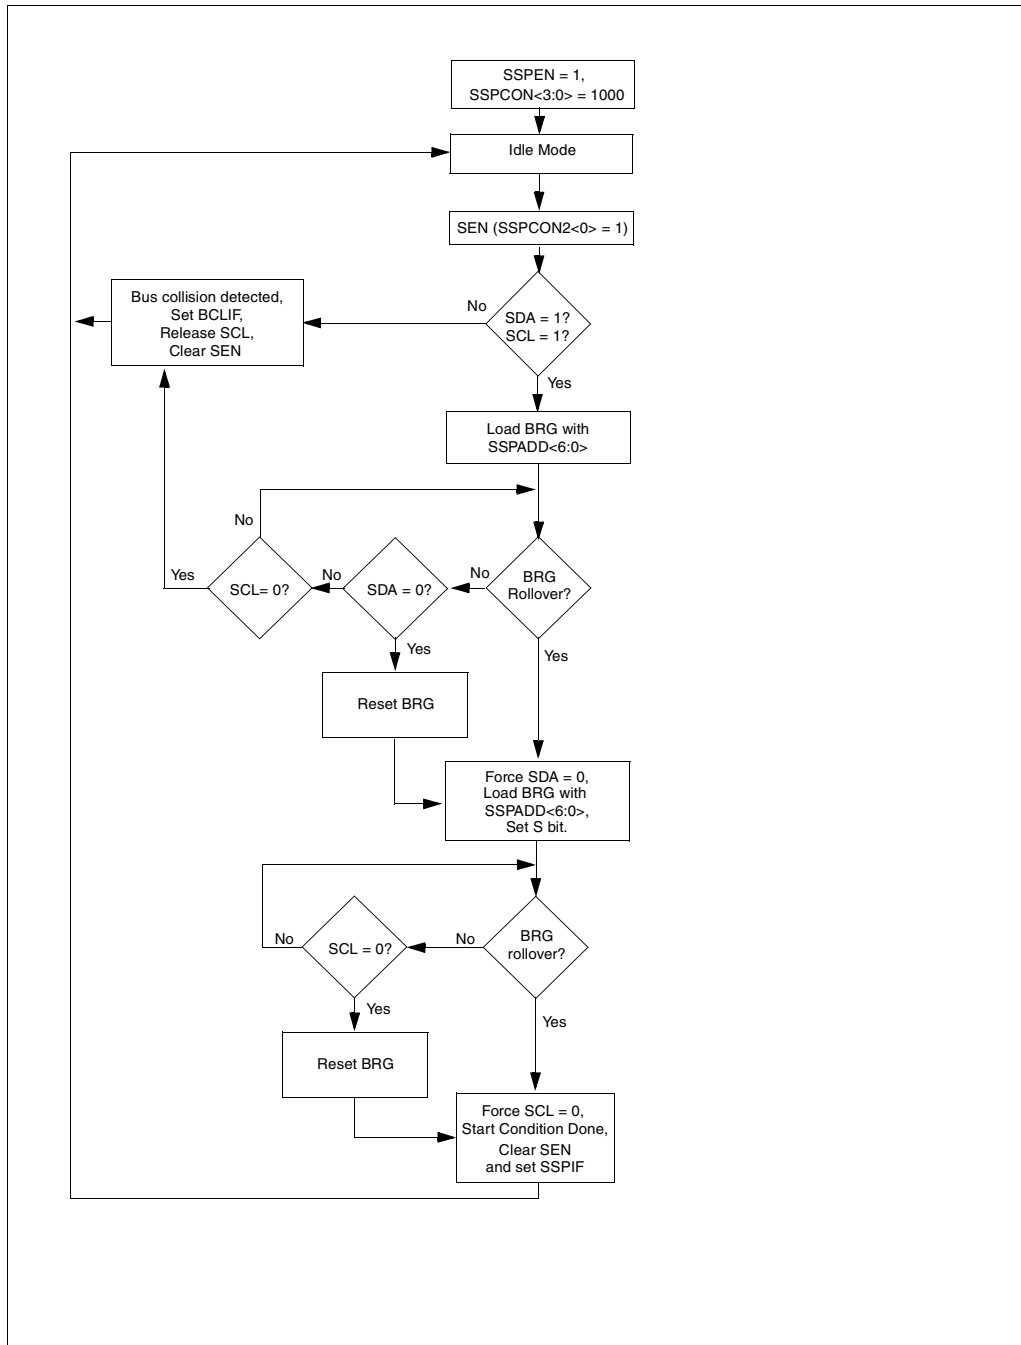 SSPEN = 1,
SSPCON<3:0> = 1000
Idle Mode
SEN (SSPCON2<0> = 1)
Bus collision detected,
Set BCLIF,
Release SCL,
Clear SEN
No
SDA = 1?
SCL = 1?
Yes
Load BRG with
SSPADD<6:0>
No
Yes
SCL= 0?
No
SDA = 0?
No
BRG
Rollover?
Yes
Yes
Reset BRG
Force SDA = 0,
Load BRG with
SSPADD<6:0>,
Set S bit.
No
SCL = 0?
No
BRG
rollover?
Yes
Yes
Reset BRG
Force SCL = 0,
Start Condition Done,
Clear SEN
and set SSPIF